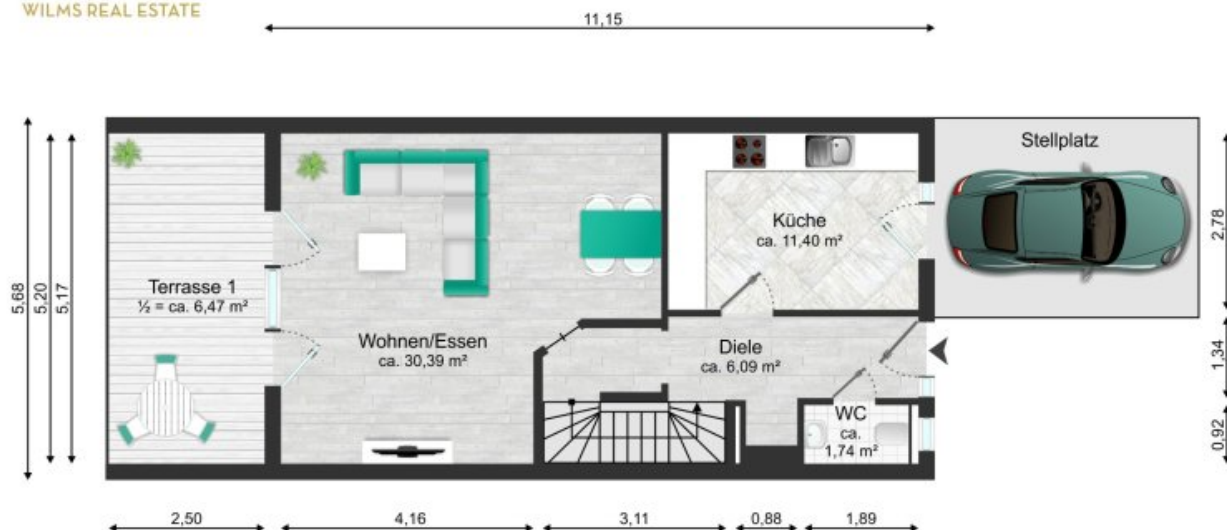 WILMS REAL ESTATE
11,15
Stellplatz
Küche
ca. 11,40 m²
2,78
5,68
5,20
5,17
Terrasse 1
½ = ca. 6,47 m²
Wohnen/Essen
ca. 30,39 m²
Diele
ca. 6,09 m²
1,34
WC
ca.
1,74 m²
0,92
2,50
4,16
3,11
0,88
1,89